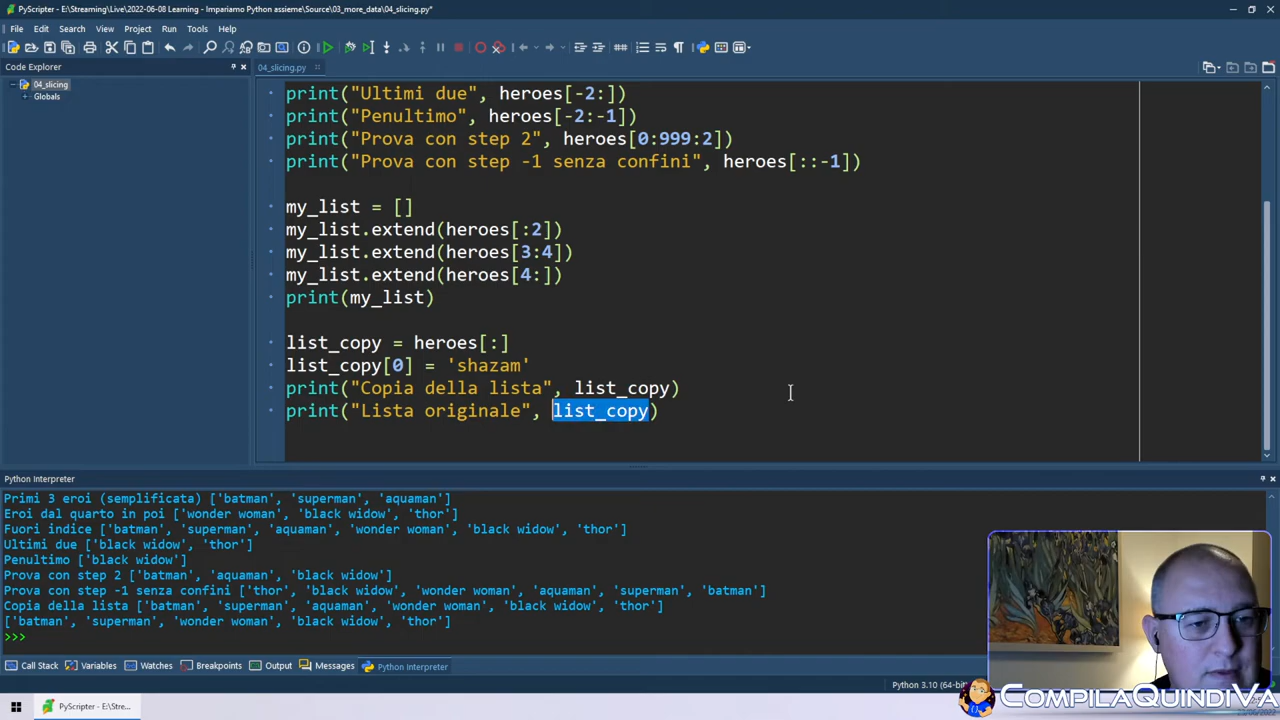 PyScripter - E:\Streaming\Live\2022-06-08 Learning - Impariamo Python assieme\Source\03_more_data\04_slicing.py*
File Edit Search View Project Run Tools Help
Code Explorer
04_slicing.py
04_slicing
Globals
print("Ultimi due", heroes[-2:])
print("Penultimo", heroes[-2:-1])
print("Prova con step 2", heroes[0:999:2])
print("Prova con step -1 senza confini", heroes[::-1])
my_list = []
my_list.extend(heroes[:2])
my_list.extend(heroes[3:4])
my_list.extend(heroes[4:])
print(my_list)
list_copy = heroes[:]
list_copy[0] = 'shazam'
print("Copia della lista", list_copy)
print("Lista originale", list_copy)
Python Interpreter
Primi 3 eroi (semplificata) ['batman', 'superman', 'aquaman']
Eroi dal quarto in poi ['wonder woman', 'black widow', 'thor']
Fuori indice ['batman', 'superman', 'aquaman', 'wonder woman', 'black widow', 'thor']
Ultimi due ['black widow', 'thor']
Penultimo ['black widow']
Prova con step 2 ['batman', 'aquaman', 'black widow']
Prova con step -1 senza confini ['thor', 'black widow', 'wonder woman', 'aquaman', 'superman', 'batman']
Copia della lista ['batman', 'superman', 'aquaman', 'wonder woman', 'black widow', 'thor']
['batman', 'superman', 'wonder woman', 'black widow', 'thor']
>>>
Call Stack Variables Watches Breakpoints Output Messages Python Interpreter
Python 3.10 (64-bit)
COMPILAQUINDIVA
PyScripter - E:\Stre...